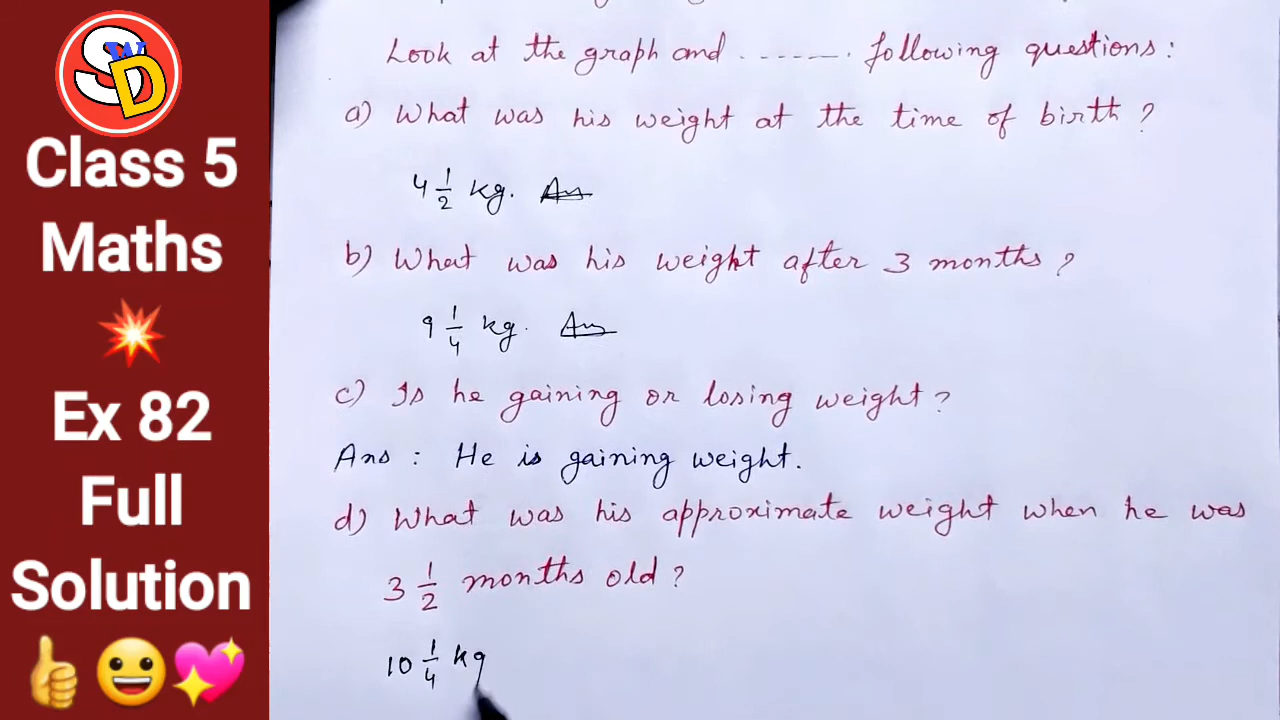 SWD
Class 5
Maths
Ex 82
Full
Solution
Look at the graph and ------. following questions:
a) What was his weight at the time of birth?
4 1/2 kg. Ans
b) What was his weight after 3 months?
9 1/4 kg. Ans
c) Is he gaining or losing weight?
Ans : He is gaining weight.
d) What was his approximate weight when he was
3 1/2 months old?
10 1/4 kg